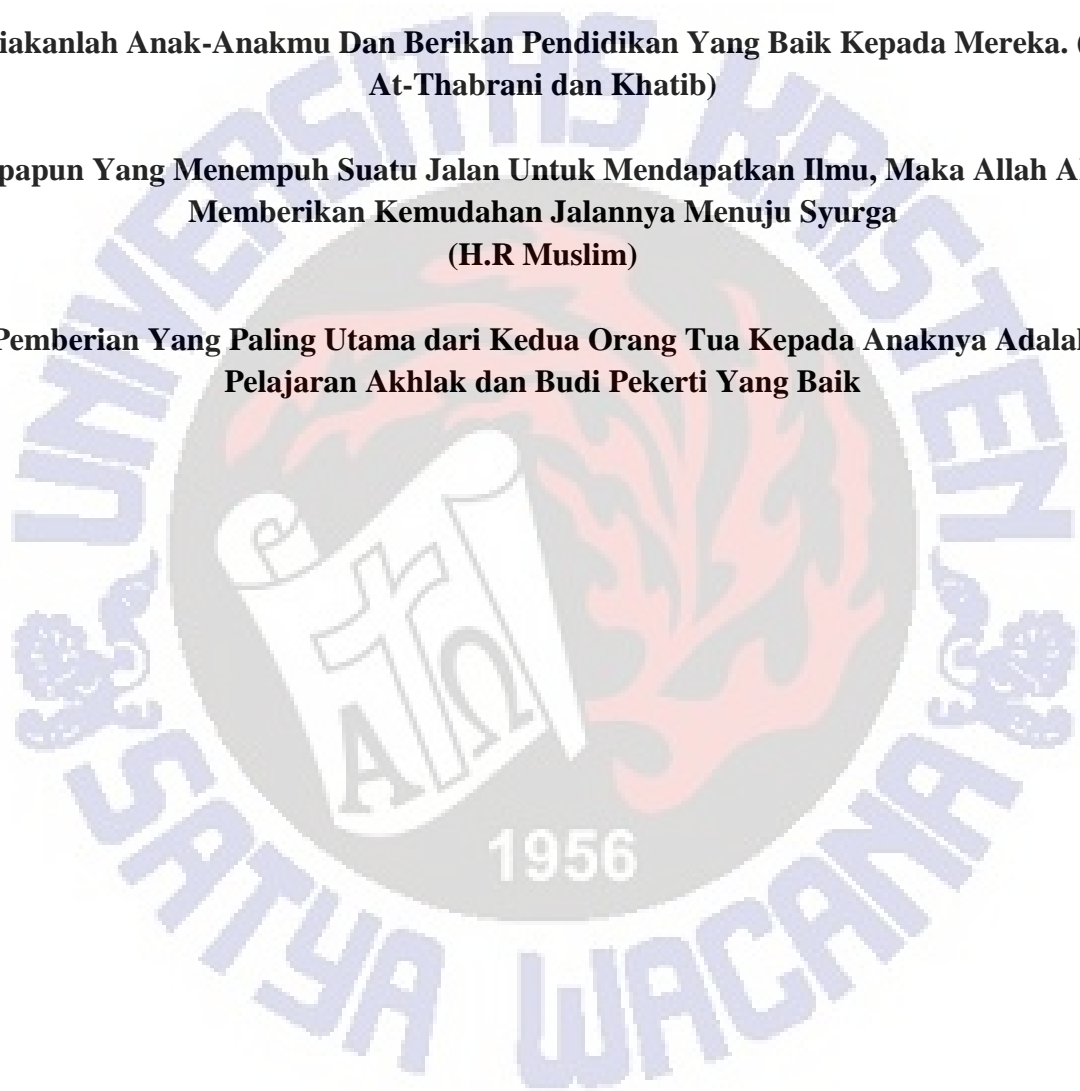 iakanlah Anak-Anakmu Dan Berikan Pendidikan Yang Baik Kepada Mereka. (
At-Thabrani dan Khatib)
papun Yang Menempuh Suatu Jalan Untuk Mendapatkan Ilmu, Maka Allah A
Memberikan Kemudahan Jalannya Menuju Syurga
(H.R Muslim)
Pemberian Yang Paling Utama dari Kedua Orang Tua Kepada Anaknya Adalah
Pelajaran Akhlak dan Budi Pekerti Yang Baik
UNIVERSITAS KRISTEN
Α Ω
1956
SATYA WACANA